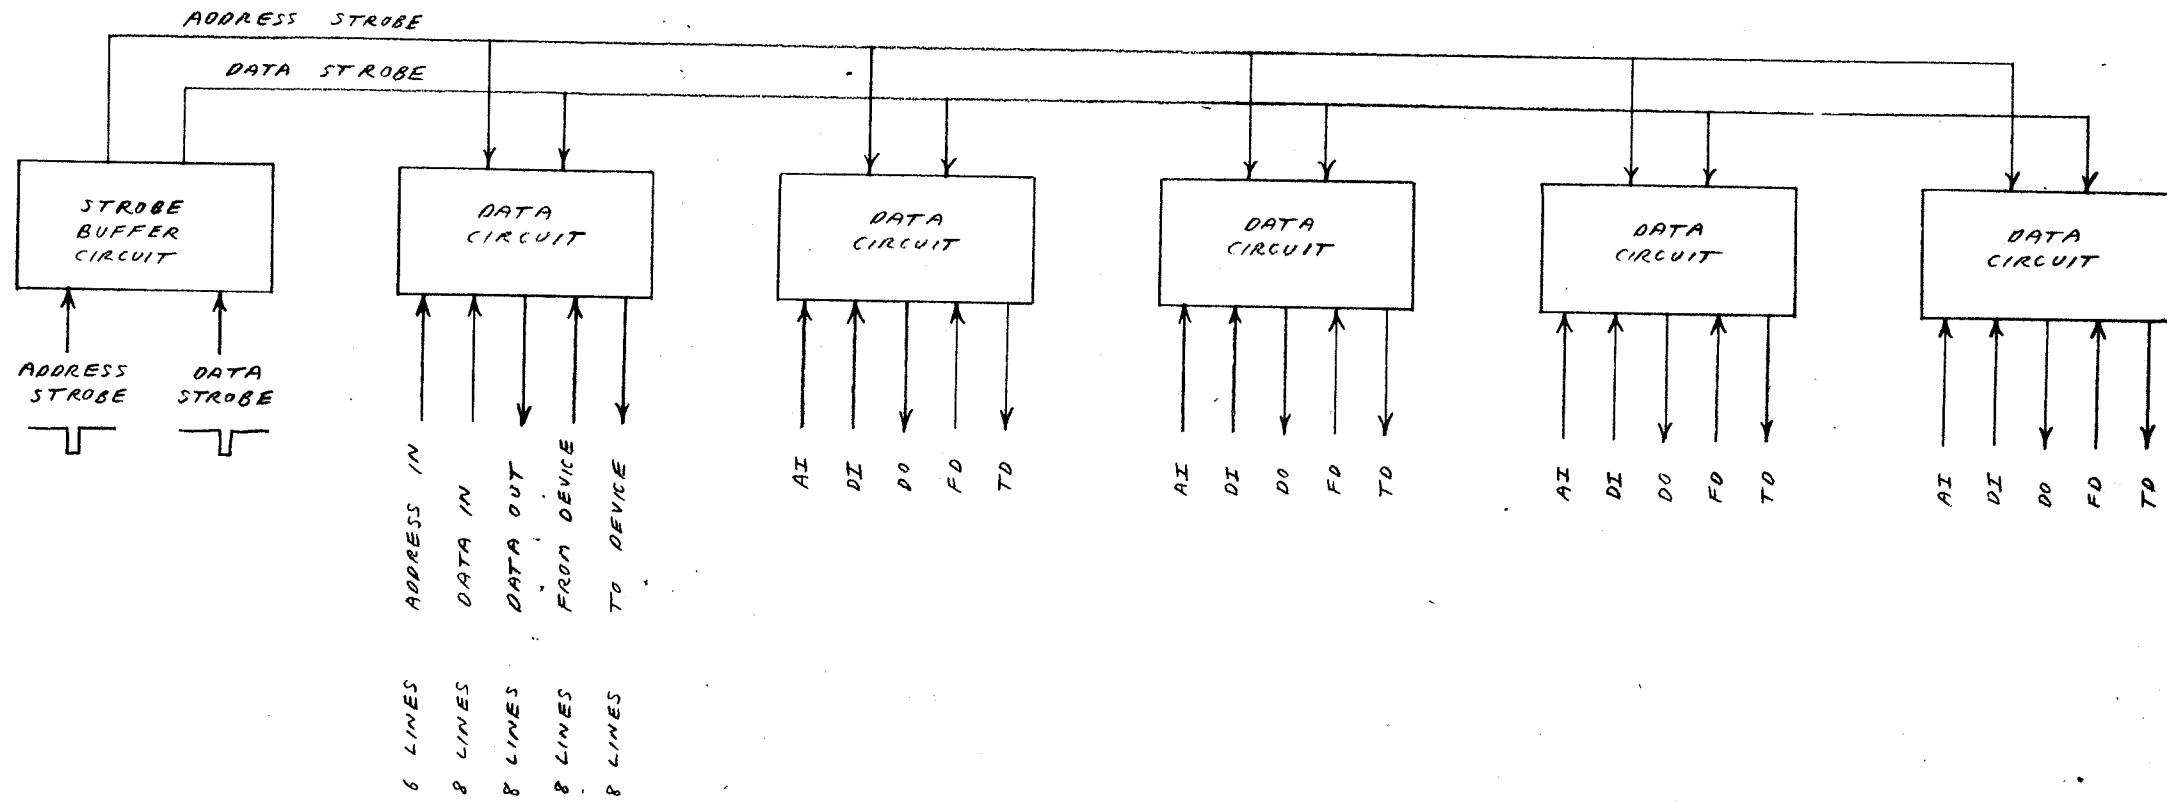 ADDRESS STROBE
DATA STROBE
STROBE
BUFFER
CIRCUIT
DATA
CIRCUIT
DATA
CIRCUIT
DATA
CIRCUIT
DATA
CIRCUIT
DATA
CIRCUIT
ADDRESS
STROBE
DATA
STROBE
6 LINES ADDRESS IN
8 LINES DATA IN
8 LINES DATA OUT
8 LINES FROM DEVICE
8 LINES TO DEVICE
AI
DI
DO
FD
TD
AI
DI
DO
FD
TD
AI
DI
DO
FD
TD
AI
DI
DO
FD
TD